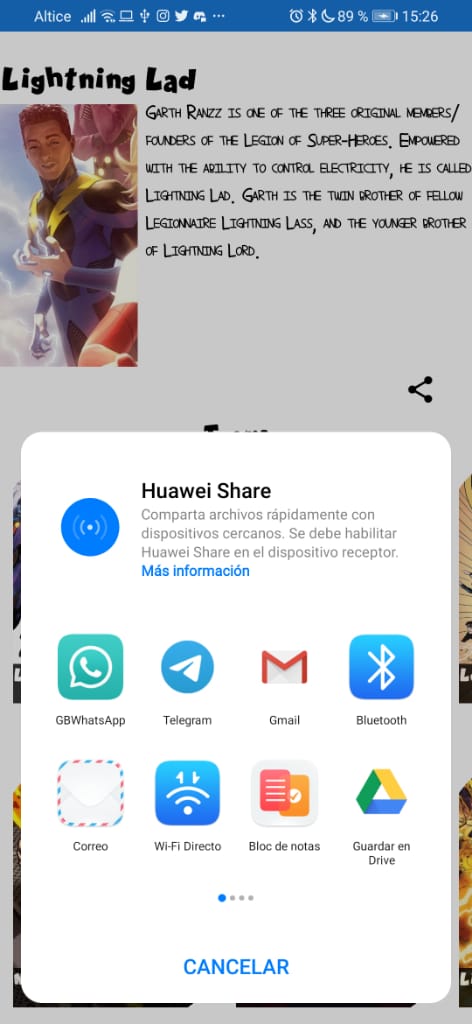 Altice 89 % 15:26
Lightning Lad
Garth Ranzz is one of the three original members/
founders of the Legion of Super-Heroes. Empowered
with the ability to control electricity, he is called
Lightning Lad. Garth is the twin brother of fellow
Legionnaire Lightning Lass, and the younger brother
of Lightning Lord.
Huawei Share
Comparta archivos rápidamente con
dispositivos cercanos. Se debe habilitar
Huawei Share en el dispositivo receptor.
Más información
GBWhatsApp Telegram Gmail Bluetooth
Correo Wi-Fi Directo Bloc de notas Guardar en
Drive
CANCELAR